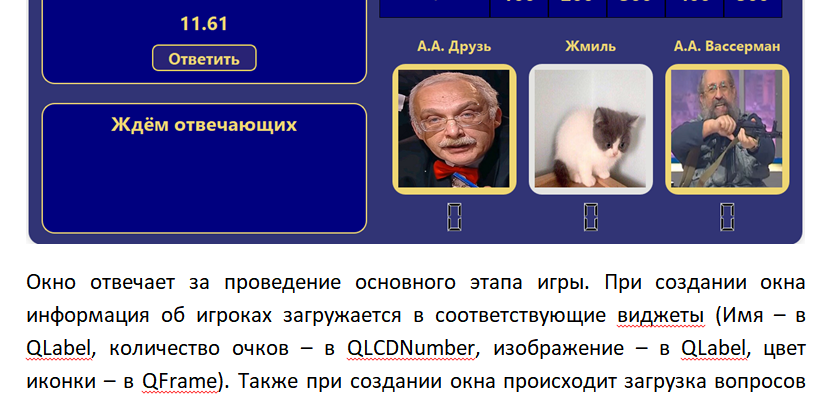 11.61
Ответить
Ждём отвечающих
А.А. Друзь
Жмиль
А.А. Вассерман
0
0
0
Окно отвечает за проведение основного этапа игры. При создании окна
информация об игроках загружается в соответствующие виджеты (Имя – в
QLabel, количество очков – в QLCDNumber, изображение – в QLabel, цвет
иконки – в QFrame). Также при создании окна происходит загрузка вопросов